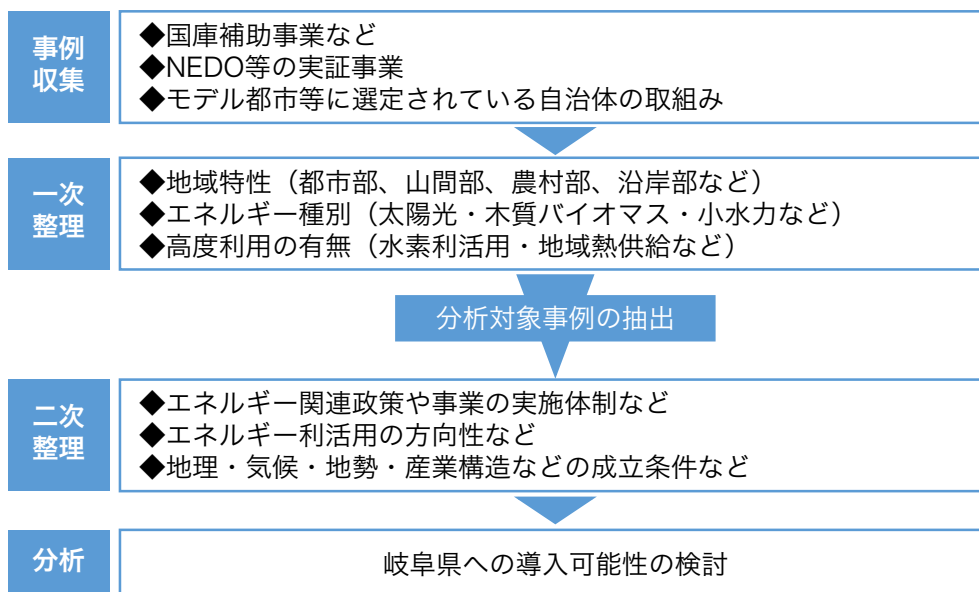 事例
収集
◆国庫補助事業など
◆NEDO等の実証事業
◆モデル都市等に選定されている自治体の取組み
一次
整理
◆地域特性（都市部、山間部、農村部、沿岸部など）
◆エネルギー種別（太陽光・木質バイオマス・小水力など）
◆高度利用の有無（水素利活用・地域熱供給など）
分析対象事例の抽出
二次
整理
◆エネルギー関連政策や事業の実施体制など
◆エネルギー利活用の方向性など
◆地理・気候・地勢・産業構造などの成立条件など
分析
岐阜県への導入可能性の検討